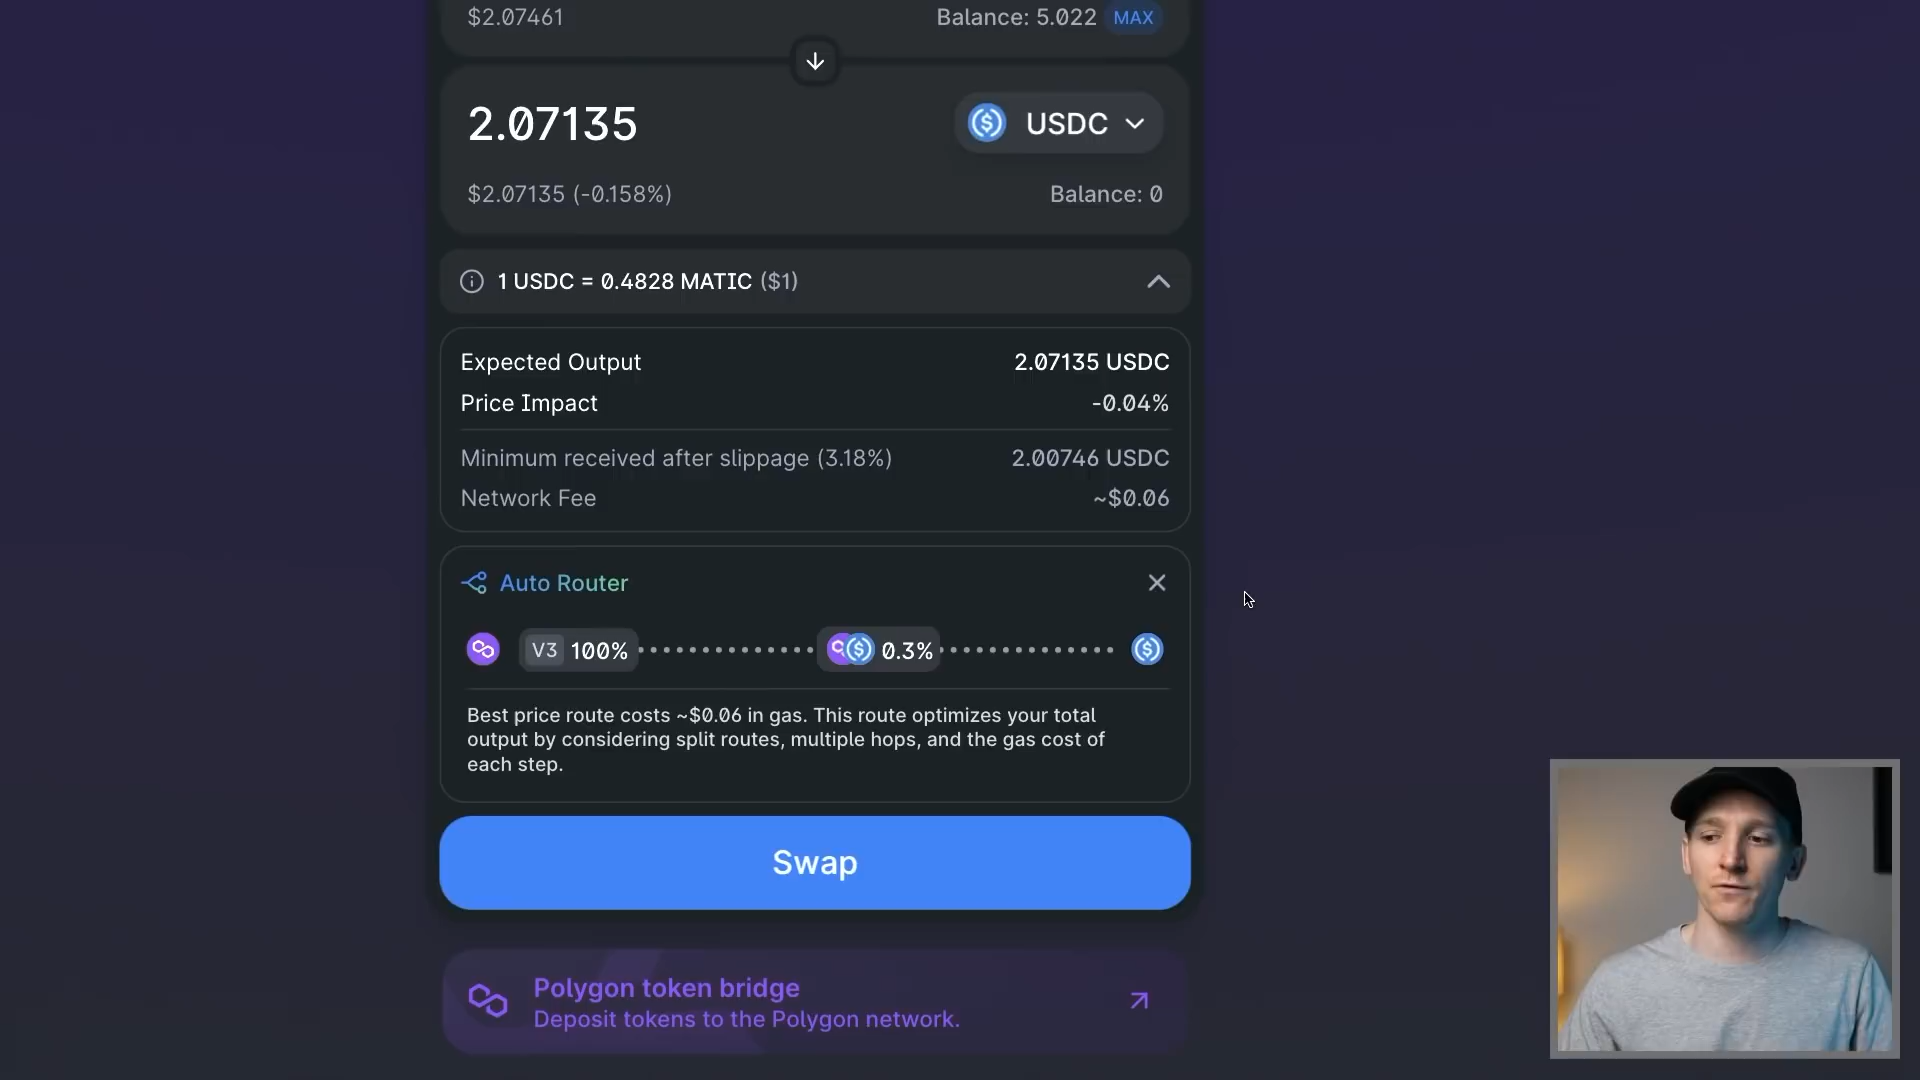 $2.07461
Balance: 5.022 MAX
2.07135
USDC
$2.07135 (-0.158%)
Balance: 0
1 USDC = 0.4828 MATIC ($1)
Expected Output
2.07135 USDC
Price Impact
-0.04%
Minimum received after slippage (3.18%)
2.00746 USDC
Network Fee
~$0.06
Auto Router
V3 100%
0.3%
Best price route costs ~$0.06 in gas. This route optimizes your total
output by considering split routes, multiple hops, and the gas cost of
each step.
Swap
Polygon token bridge
Deposit tokens to the Polygon network.